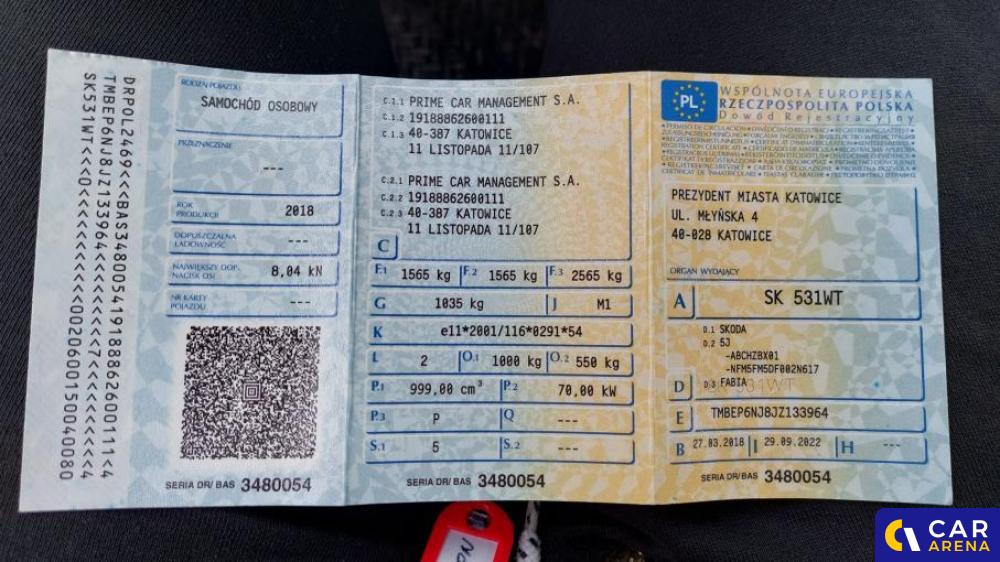 DRPOL2469<<<BAS34800541918886260011​1<4
TMBEP6NJ8JZ133964<<<<<<<77<<<<<<<<<4
SK531WT<<<0<<<<<<<<<<002060015004008​0
RODZAJ POJAZDU
SAMOCHÓD OSOBOWY
PRZEZNACZENIE
---
ROK PRODUKCJI
2018
DOPUSZCZALNA ŁADOWNOŚĆ
---
NAJWIĘKSZY DOP. NACISK OSI
8,04 kN
NR KARTY POJAZDU
---
SERIA DR/ BAS 3480054
C.1.1 PRIME CAR MANAGEMENT S.A.
C.1.2 19188862600111
C.1.3 40-387 KATOWICE
11 LISTOPADA 11/107
C.2.1 PRIME CAR MANAGEMENT S.A.
C.2.2 19188862600111
C.2.3 40-387 KATOWICE
11 LISTOPADA 11/107
C
F.1 1565 kg F.2 1565 kg F.3 2565 kg
G 1035 kg J M1
K e11*2001/116*0291*54
L 2 O.1 1000 kg O.2 550 kg
P.1 999,00 cm³ P.2 70,00 kW
P.3 P Q ---
S.1 5 S.2 ---
SERIA DR/ BAS 3480054
PL
WSPÓLNOTA EUROPEJSKA
RZECZPOSPOLITA POLSKA
Dowód Rejestracyjny
PREZYDENT MIASTA KATOWICE
UL. MŁYŃSKA 4
40-028 KATOWICE
ORGAN WYDAJĄCY
A SK 531WT
D.1 SKODA
D.2 5J
-ABCHZBX01
-NFM5FM5DF002N617
D D.3 FABIA
E TMBEP6NJ8JZ133964
B 27.03.2018 I 29.09.2022 H ---
SERIA DR/ BAS 3480054
CAR
ARENA